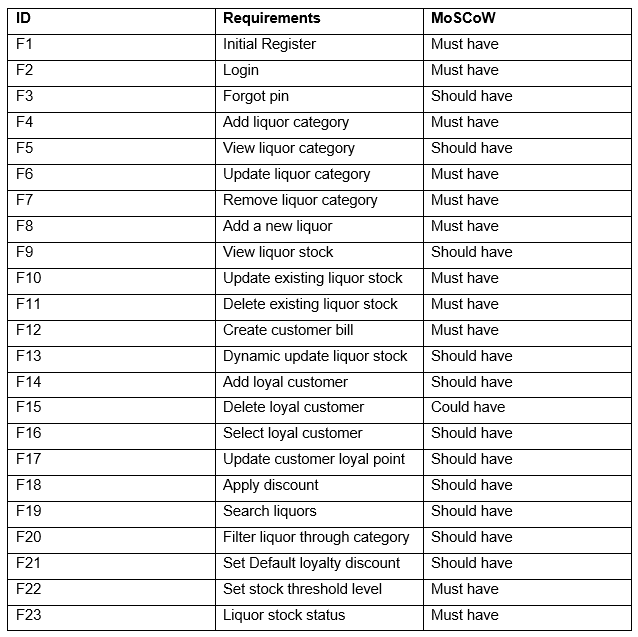 ID Requirements MoSCoW
F1 Initial Register Must have
F2 Login Must have
F3 Forgot pin Should have
F4 Add liquor category Must have
F5 View liquor category Should have
F6 Update liquor category Must have
F7 Remove liquor category Must have
F8 Add a new liquor Must have
F9 View liquor stock Should have
F10 Update existing liquor stock Must have
F11 Delete existing liquor stock Must have
F12 Create customer bill Must have
F13 Dynamic update liquor stock Should have
F14 Add loyal customer Should have
F15 Delete loyal customer Could have
F16 Select loyal customer Should have
F17 Update customer loyal point Should have
F18 Apply discount Should have
F19 Search liquors Should have
F20 Filter liquor through category Should have
F21 Set Default loyalty discount Should have
F22 Set stock threshold level Must have
F23 Liquor stock status Must have